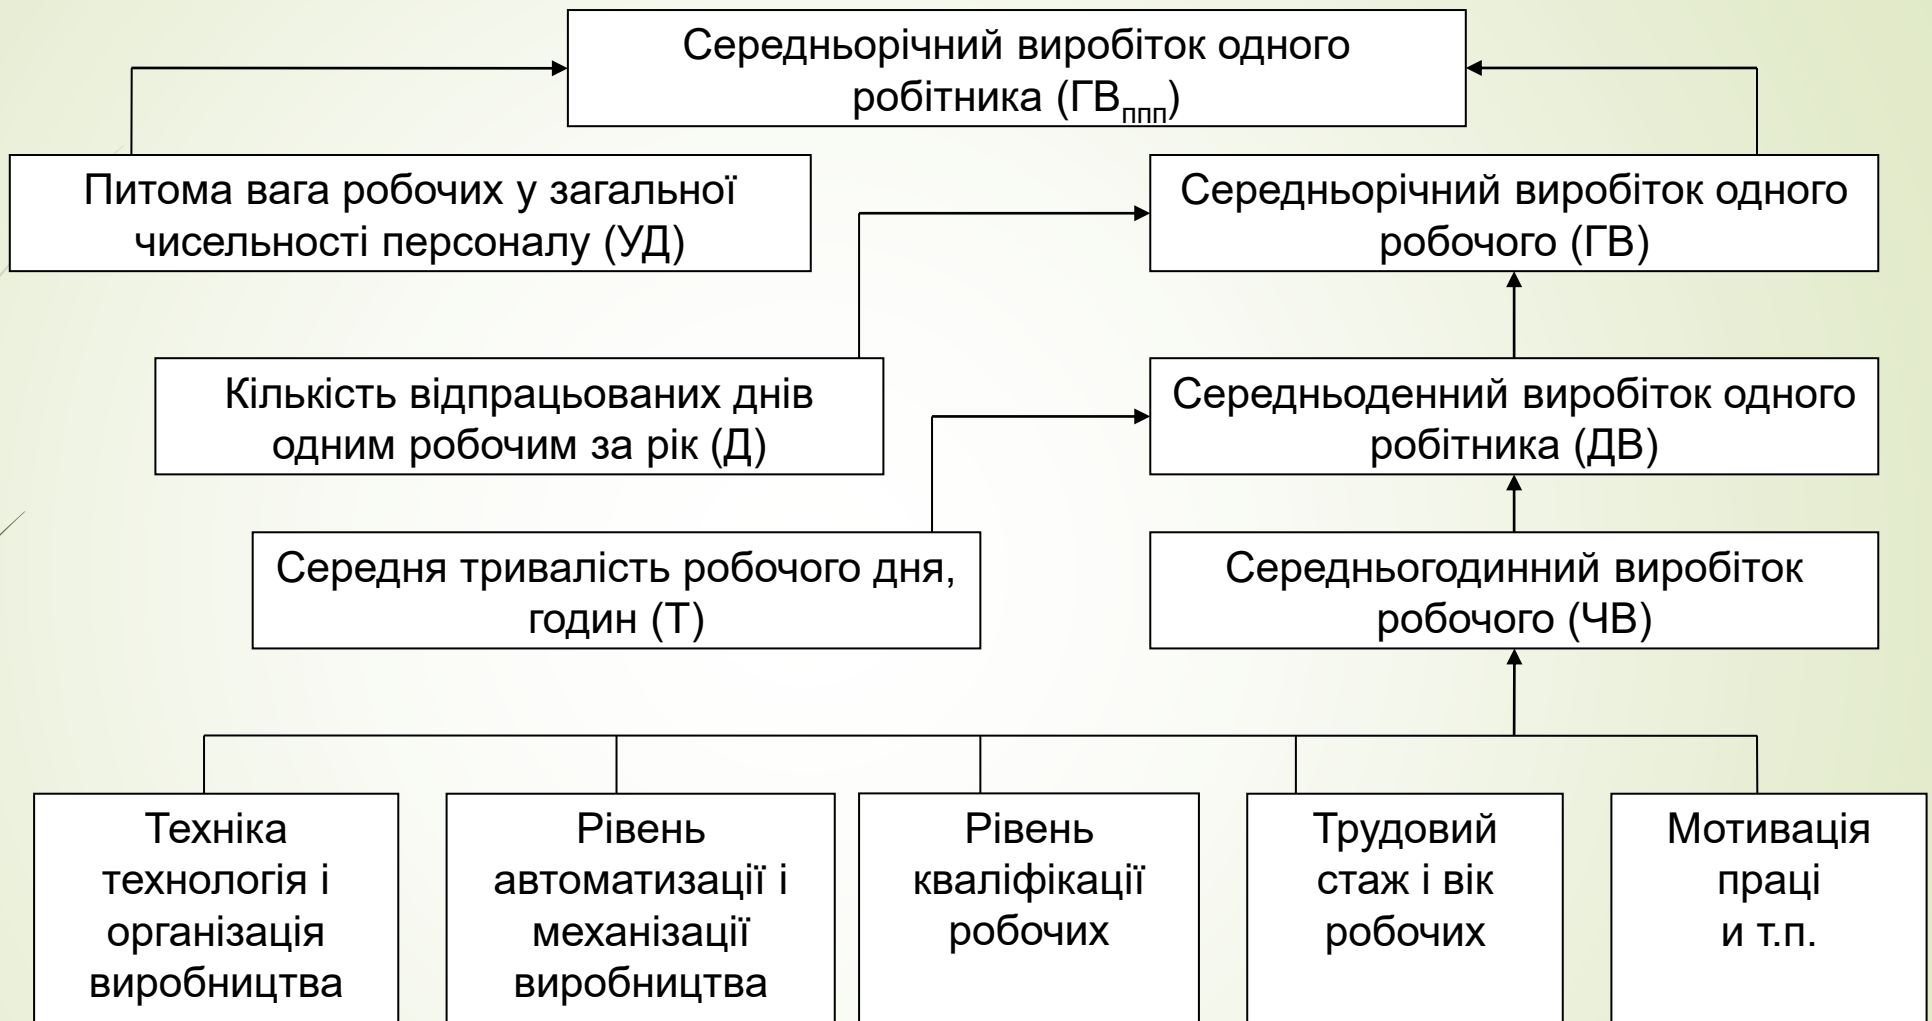 Середньорічний виробіток одного
робітника (ГВппп)
Питома вага робочих у загальної
чисельності персоналу (УД)
Середньорічний виробіток одного
робочого (ГВ)
Кількість відпрацьованих днів
одним робочим за рік (Д)
Середньоденний виробіток одного
робітника (ДВ)
Середня тривалість робочого дня,
годин (Т)
Середньогодинний виробіток
робочого (ЧВ)
Техніка
технологія і
організація
виробництва
Рівень
автоматизації і
механізації
виробництва
Рівень
кваліфікації
робочих
Трудовий
стаж і вік
робочих
Мотивація
праці
и т.п.